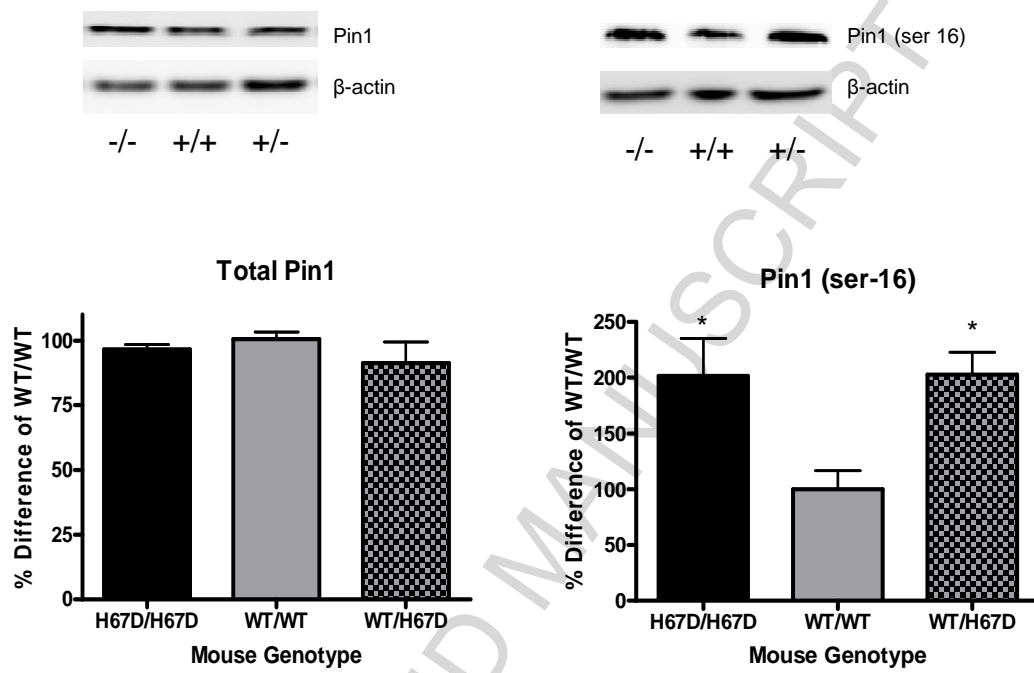 Pin1
β-actin
-/- +/+ +/-
Pin1 (ser 16)
β-actin
-/- +/+ +/-
Total Pin1
% Difference of WT/WT
100
75
50
25
0
H67D/H67D WT/WT WT/H67D
Mouse Genotype
Pin1 (ser-16)
% Difference of WT/WT
250
200
150
100
50
0
* *
H67D/H67D WT/WT WT/H67D
Mouse Genotype
D MANUSCRIPT